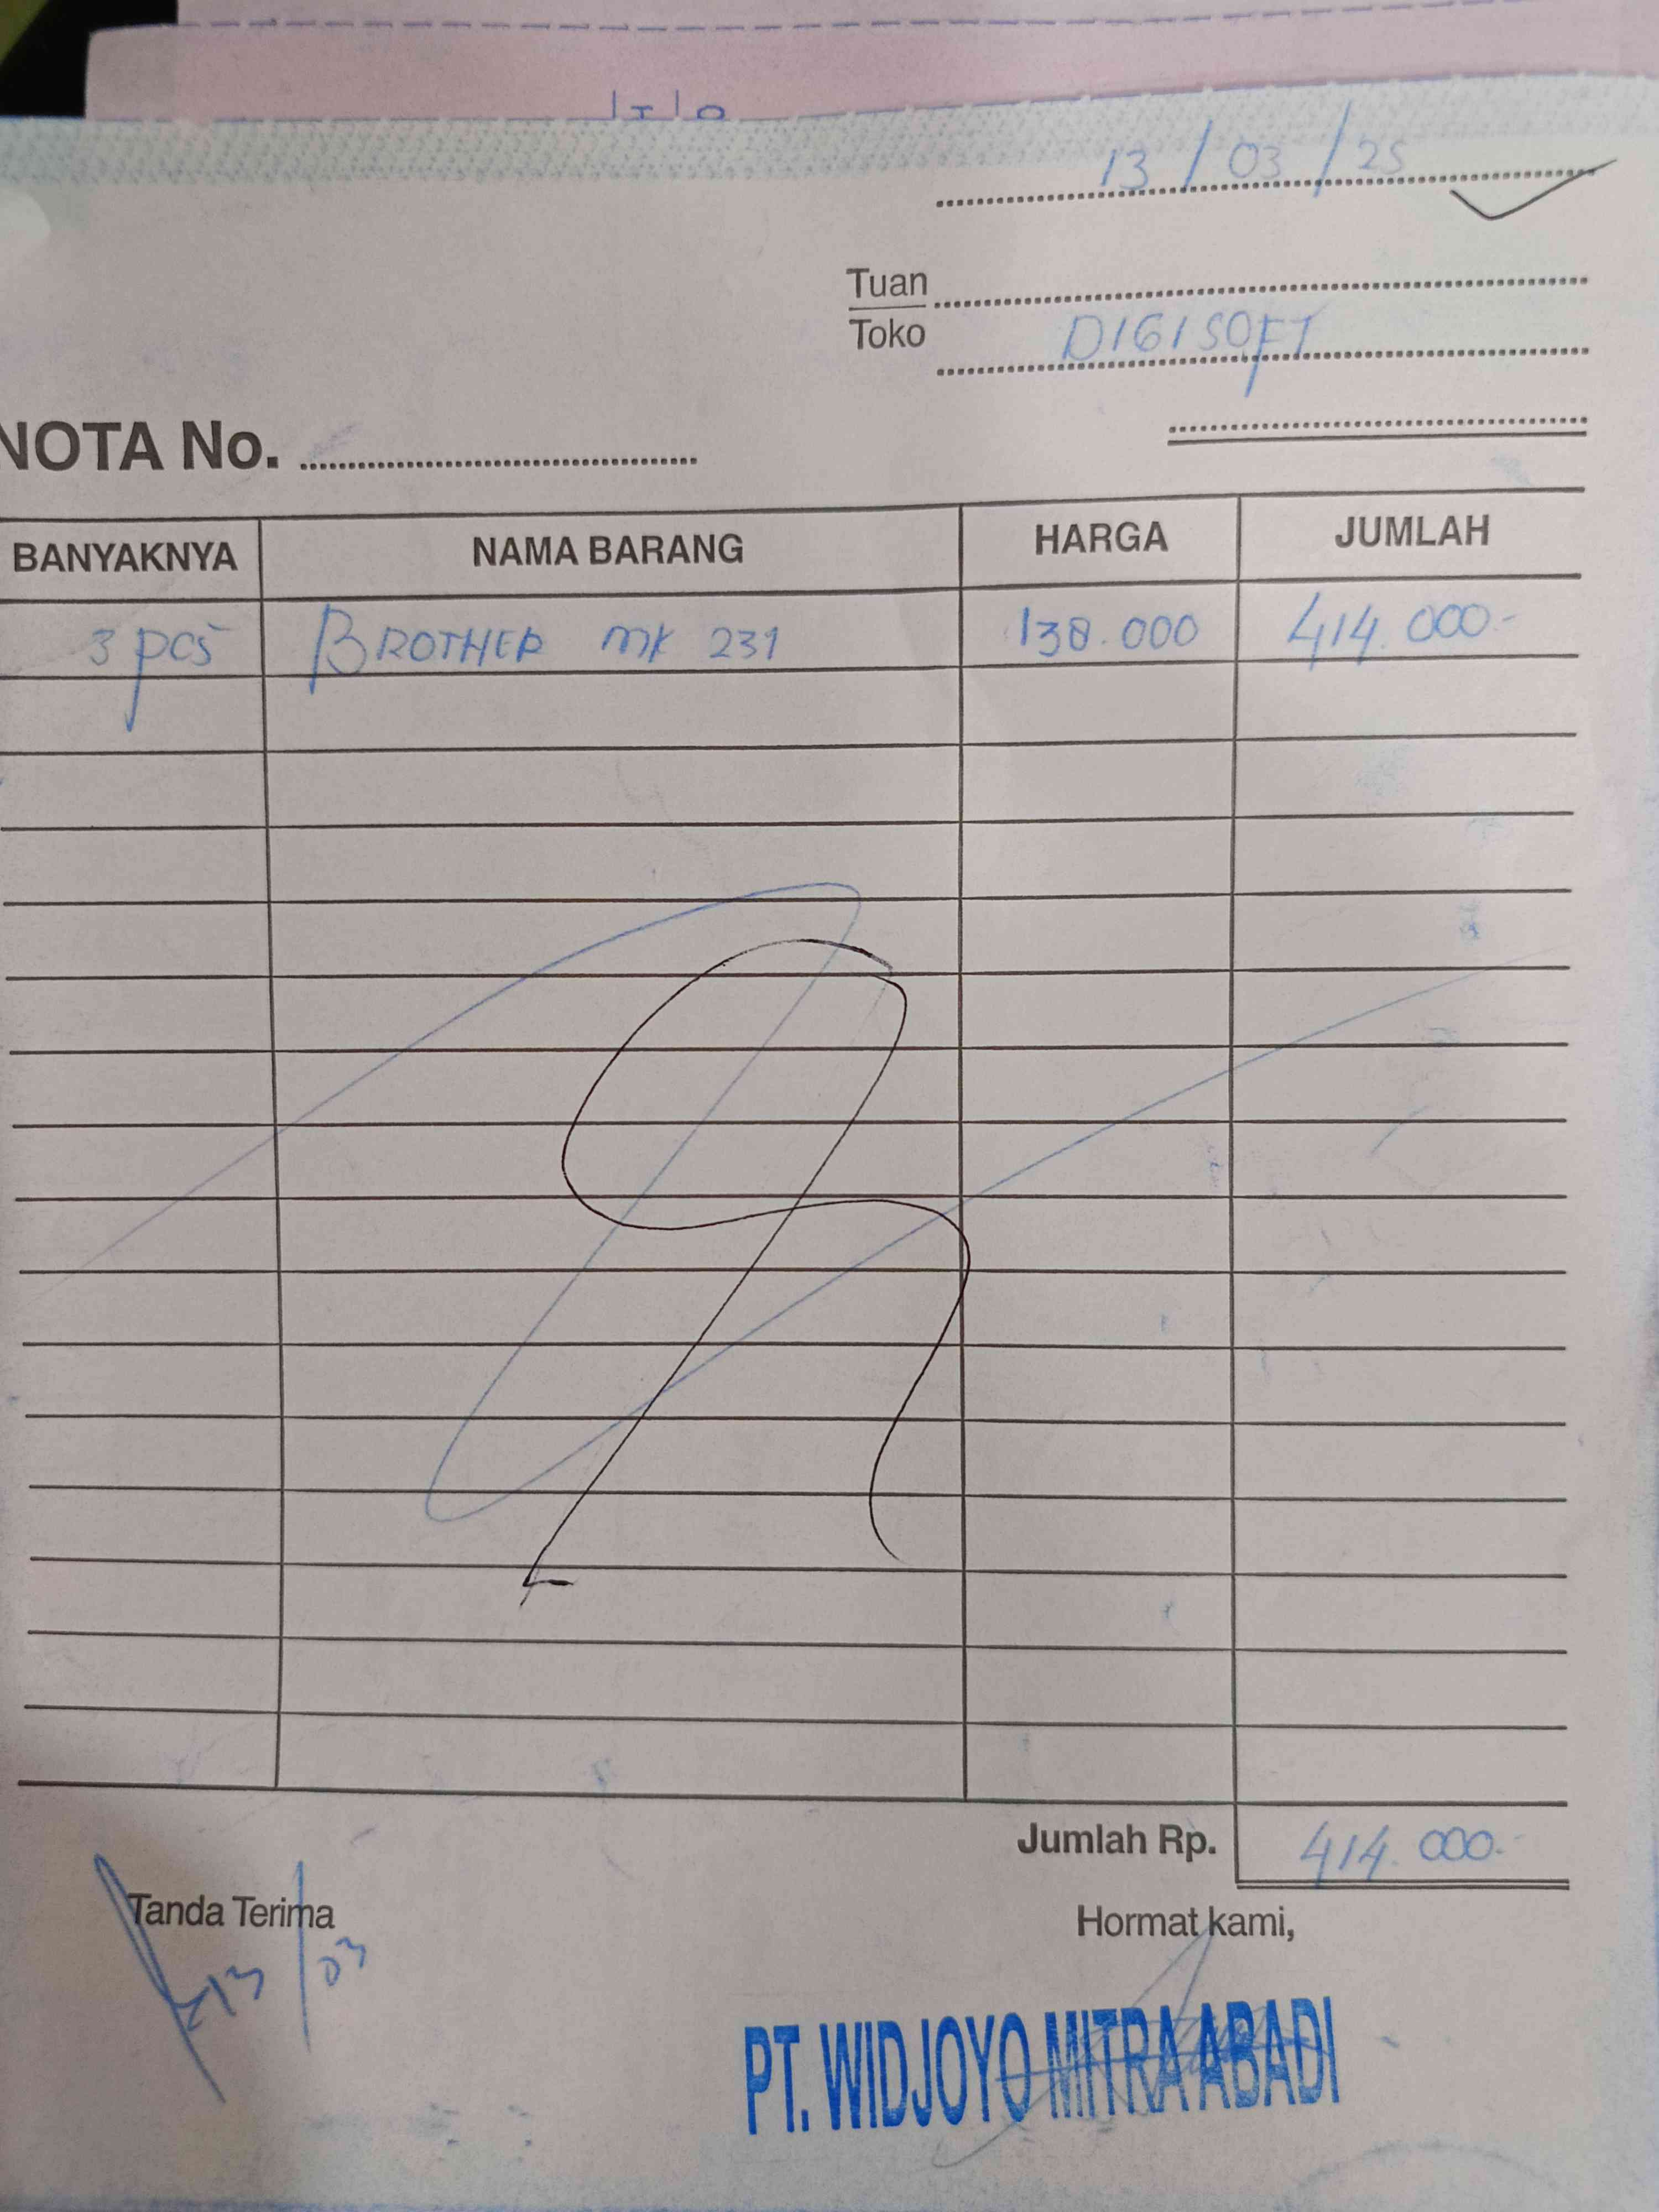 13 / 03 / 25
Tuan
Toko DIGISOFT
NOTA No.
BANYAKNYA NAMA BARANG HARGA JUMLAH
3 pcs BROTHER MK 231 138.000 414.000-
Jumlah Rp. 414.000-
Tanda Terima Hormat kami,
13/03
PT. WIDJOYO MITRA ABADI